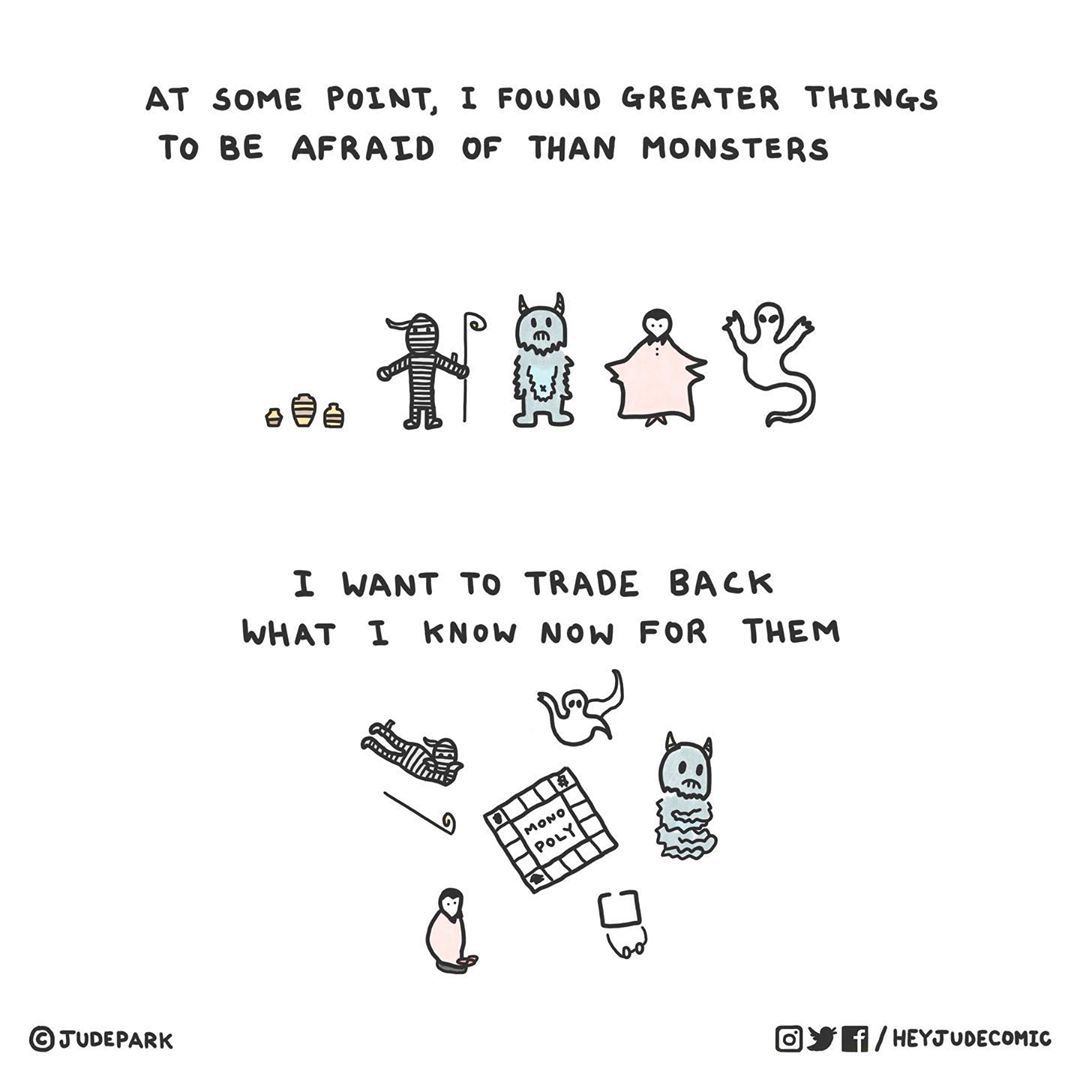 AT SOME POINT, I FOUND GREATER THINGS
TO BE AFRAID OF THAN MONSTERS
I WANT TO TRADE BACK
WHAT I KNOW NOW FOR THEM
MONO
POLY
© JUDEPARK
/ HEYJUDECOMIC